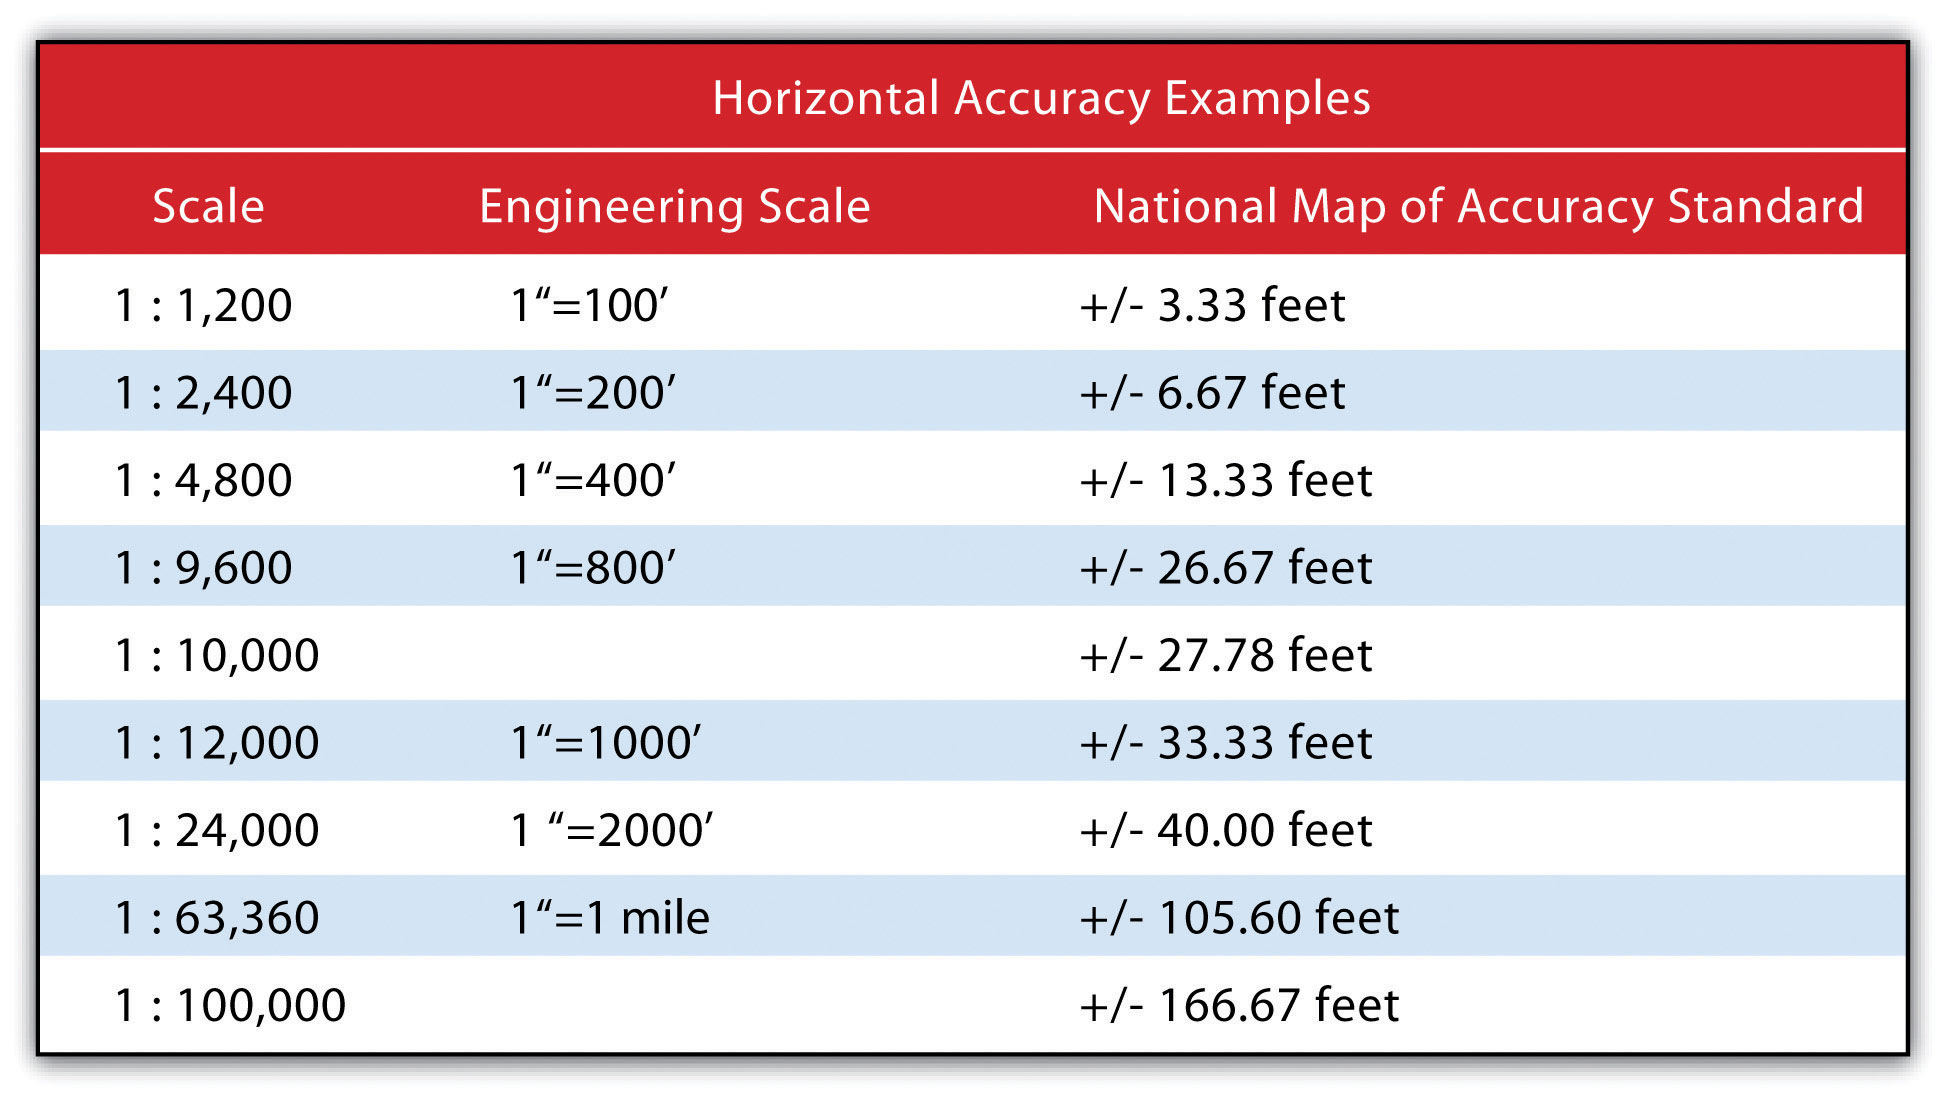 Horizontal Accuracy Examples
Scale Engineering Scale National Map of Accuracy Standard
1 : 1,200 1“=100’ +/- 3.33 feet
1 : 2,400 1“=200’ +/- 6.67 feet
1 : 4,800 1“=400’ +/- 13.33 feet
1 : 9,600 1“=800’ +/- 26.67 feet
1 : 10,000 +/- 27.78 feet
1 : 12,000 1“=1000’ +/- 33.33 feet
1 : 24,000 1 “=2000’ +/- 40.00 feet
1 : 63,360 1“=1 mile +/- 105.60 feet
1 : 100,000 +/- 166.67 feet